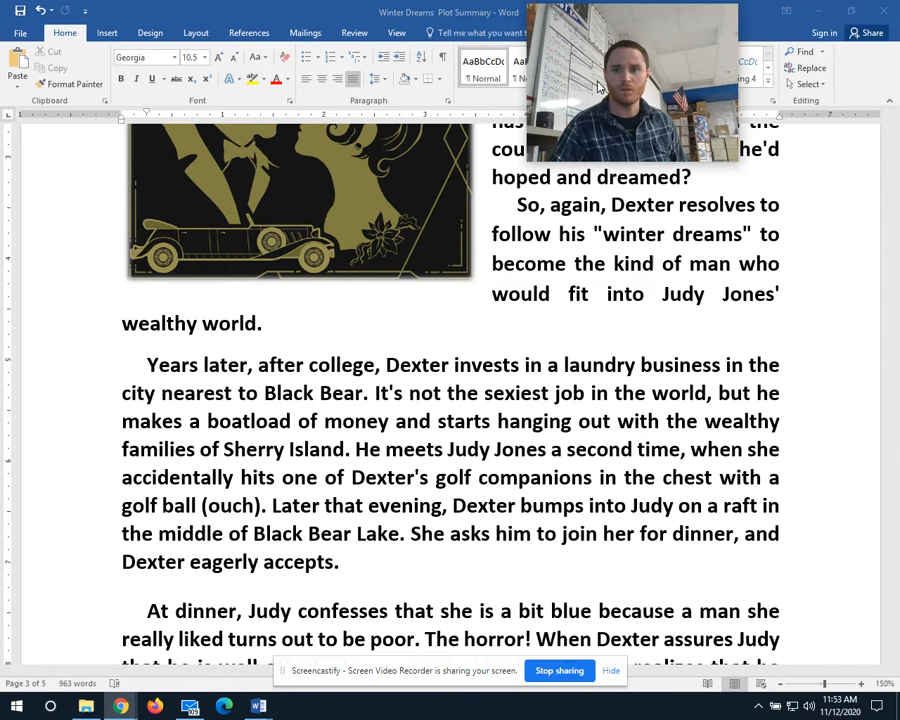 Winter Dreams Plot Summary - Word
File Home Insert Design Layout References Mailings Review View Tell me what you want Sign in Share
Paste
Cut
Copy
Format Painter
Georgia 10.5
AaBbCcDc
¶ Normal
Find
Replace
Select
Clipboard Font Paragraph Editing
the
cou he'd
hoped and dreamed?
So, again, Dexter resolves to
follow his "winter dreams" to
become the kind of man who
would fit into Judy Jones'
wealthy world.
Years later, after college, Dexter invests in a laundry business in the
city nearest to Black Bear. It's not the sexiest job in the world, but he
makes a boatload of money and starts hanging out with the wealthy
families of Sherry Island. He meets Judy Jones a second time, when she
accidentally hits one of Dexter's golf companions in the chest with a
golf ball (ouch). Later that evening, Dexter bumps into Judy on a raft in
the middle of Black Bear Lake. She asks him to join her for dinner, and
Dexter eagerly accepts.
At dinner, Judy confesses that she is a bit blue because a man she
really liked turns out to be poor. The horror! When Dexter assures Judy
Screencastify - Screen Video Recorder is sharing your screen. Stop sharing Hide
Page 3 of 5 963 words 150%
11:53 AM
11/12/2020